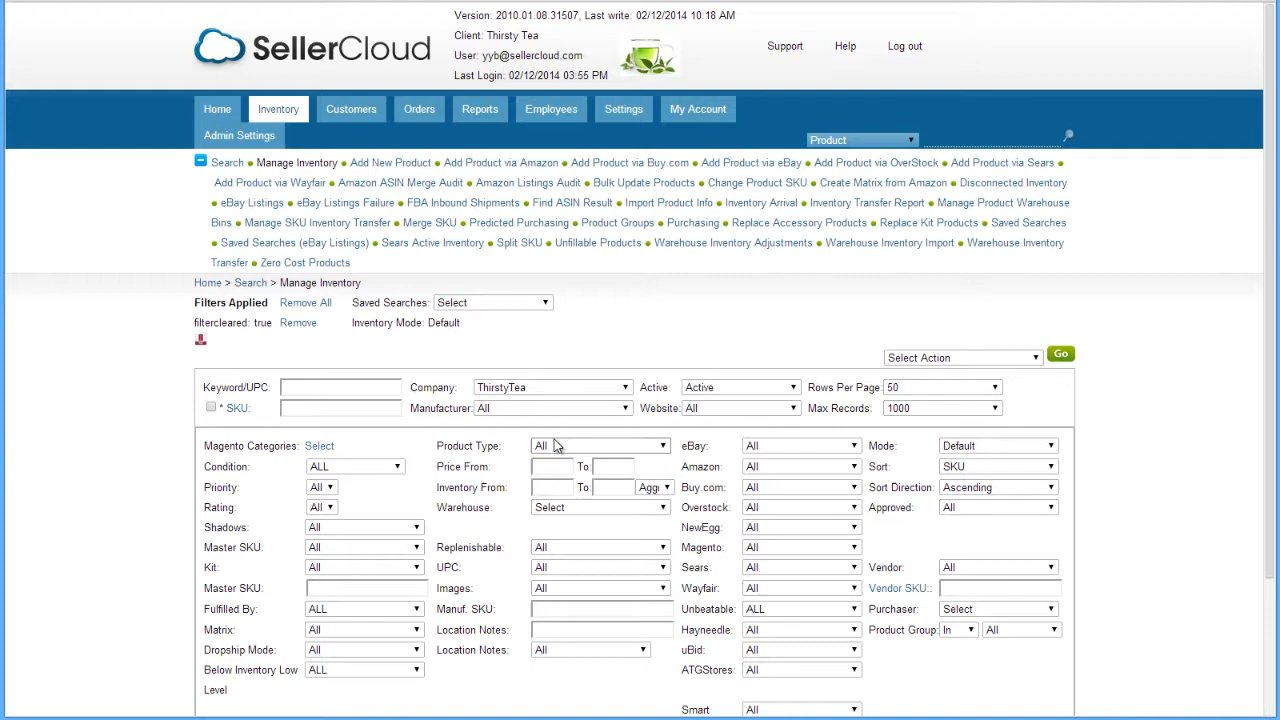 Version: 2010.01.08.31507, Last write: 02/12/2014 10:18 AM
Client: Thirsty Tea
User: yyb@sellercloud.com
Last Login: 02/12/2014 03:55 PM
SellerCloud
Support Help Log out
Home Inventory Customers Orders Reports Employees Settings My Account
Admin Settings Product
Search Manage Inventory Add New Product Add Product via Amazon Add Product via Buy.com Add Product via eBay Add Product via OverStock Add Product via Sears
Add Product via Wayfair Amazon ASIN Merge Audit Amazon Listings Audit Bulk Update Products Change Product SKU Create Matrix from Amazon Disconnected Inventory
eBay Listings eBay Listings Failure FBA Inbound Shipments Find ASIN Result Import Product Info Inventory Arrival Inventory Transfer Report Manage Product Warehouse
Bins Manage SKU Inventory Transfer Merge SKU Predicted Purchasing Product Groups Purchasing Replace Accessory Products Replace Kit Products Saved Searches
Saved Searches (eBay Listings) Sears Active Inventory Split SKU Unfillable Products Warehouse Inventory Adjustments Warehouse Inventory Import Warehouse Inventory
Transfer Zero Cost Products
Home > Search > Manage Inventory
Filters Applied Remove All Saved Searches: Select
filtercleared: true Remove Inventory Mode: Default
Select Action Go
Keyword/UPC: Company: ThirstyTea Active: Active Rows Per Page: 50
* SKU: Manufacturer: All Website: All Max Records: 1000
Magento Categories: Select Product Type: All eBay: All Mode: Default
Condition: ALL Price From: To: Amazon: All Sort: SKU
Priority: All Inventory From: To: Aggr Buy.com: All Sort Direction: Ascending
Rating: All Warehouse: Select Overstock: All Approved: All
Shadows: All NewEgg: All
Master SKU: All Replenishable: All Magento: All
Kit: All UPC: All Sears: All Vendor: All
Master SKU: Images: All Wayfair: All Vendor SKU::
Fulfilled By: ALL Manuf. SKU: Unbeatable: ALL Purchaser: Select
Matrix: All Location Notes: Hayneedle: All Product Group: In All
Dropship Mode: All Location Notes: All uBid: All
Below Inventory Low ALL ATGStores: All
Level
Smart All